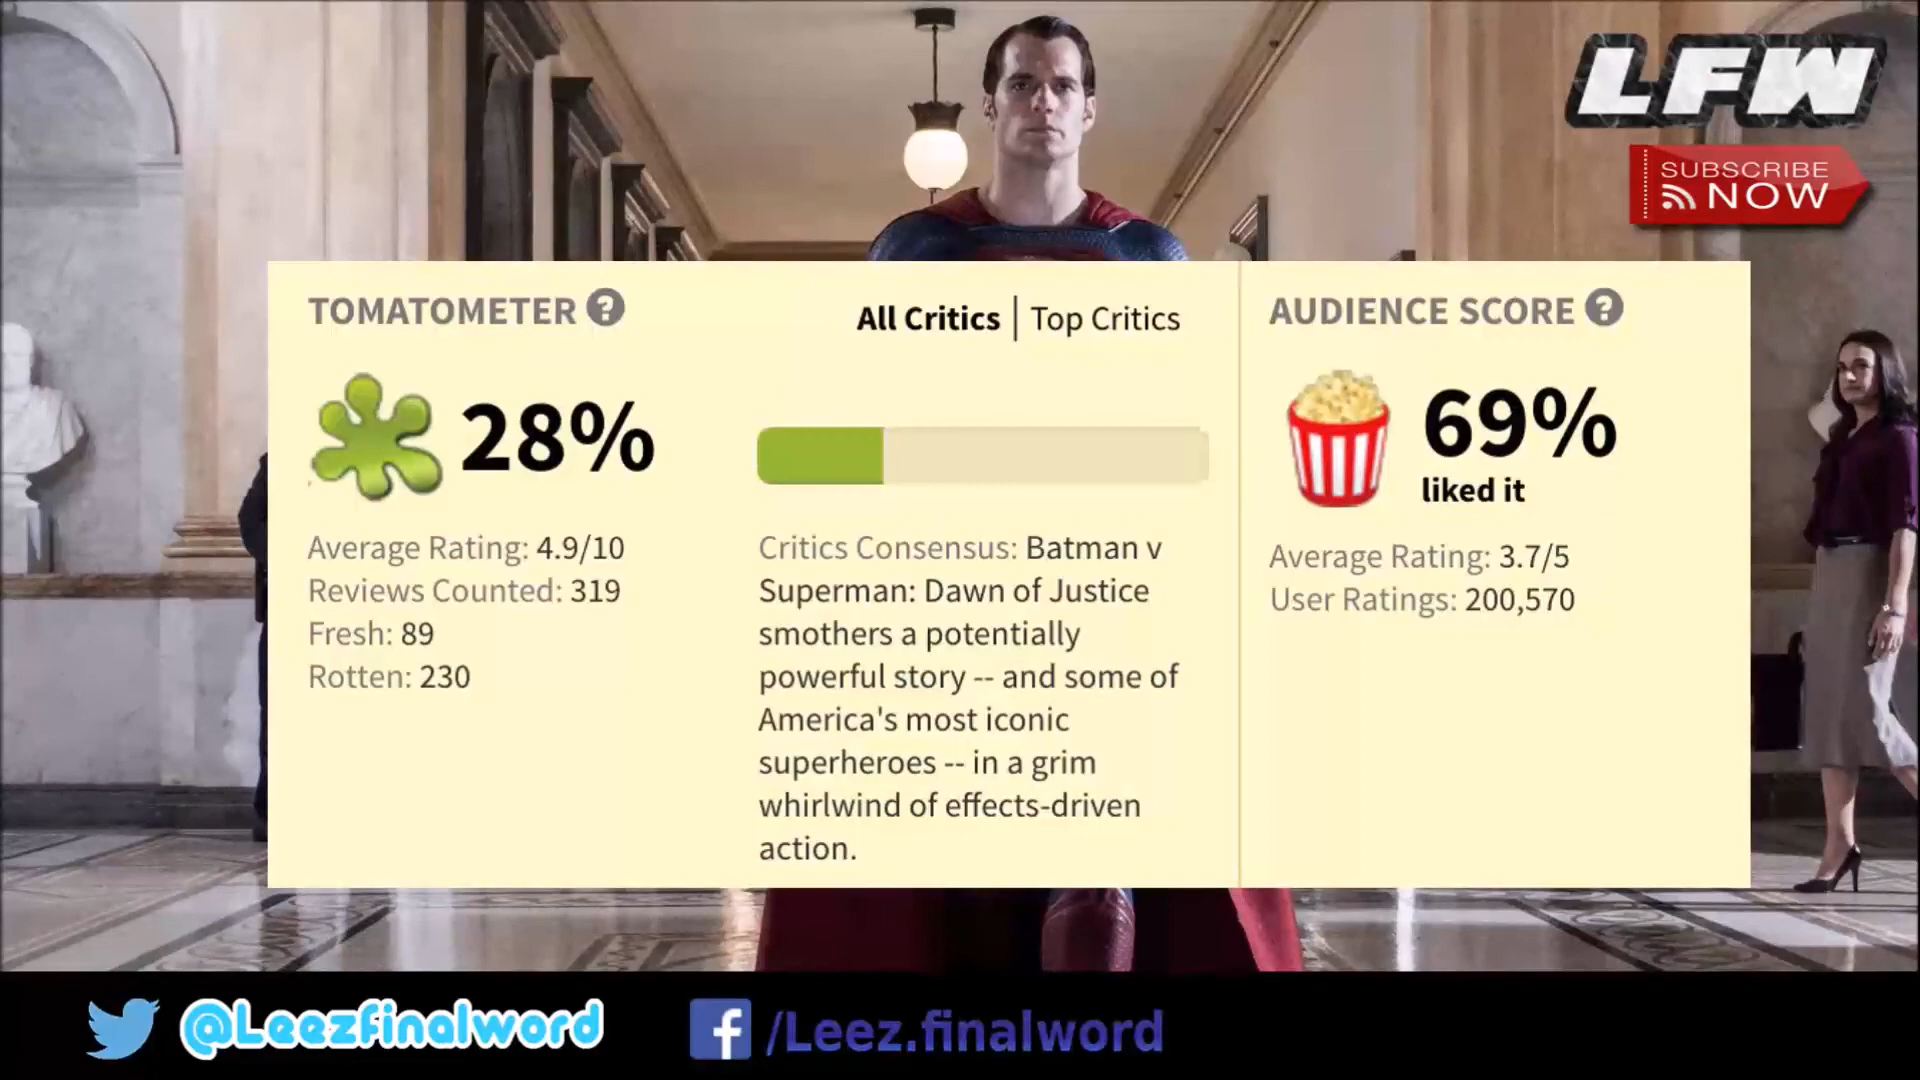 LFW
SUBSCRIBE
NOW
TOMATOMETER ?
All Critics | Top Critics
28%
Average Rating: 4.9/10
Reviews Counted: 319
Fresh: 89
Rotten: 230
Critics Consensus: Batman v
Superman: Dawn of Justice
smothers a potentially
powerful story -- and some of
America's most iconic
superheroes -- in a grim
whirlwind of effects-driven
action.
AUDIENCE SCORE ?
69%
liked it
Average Rating: 3.7/5
User Ratings: 200,570
@Leezfinalword
f /Leez.finalword